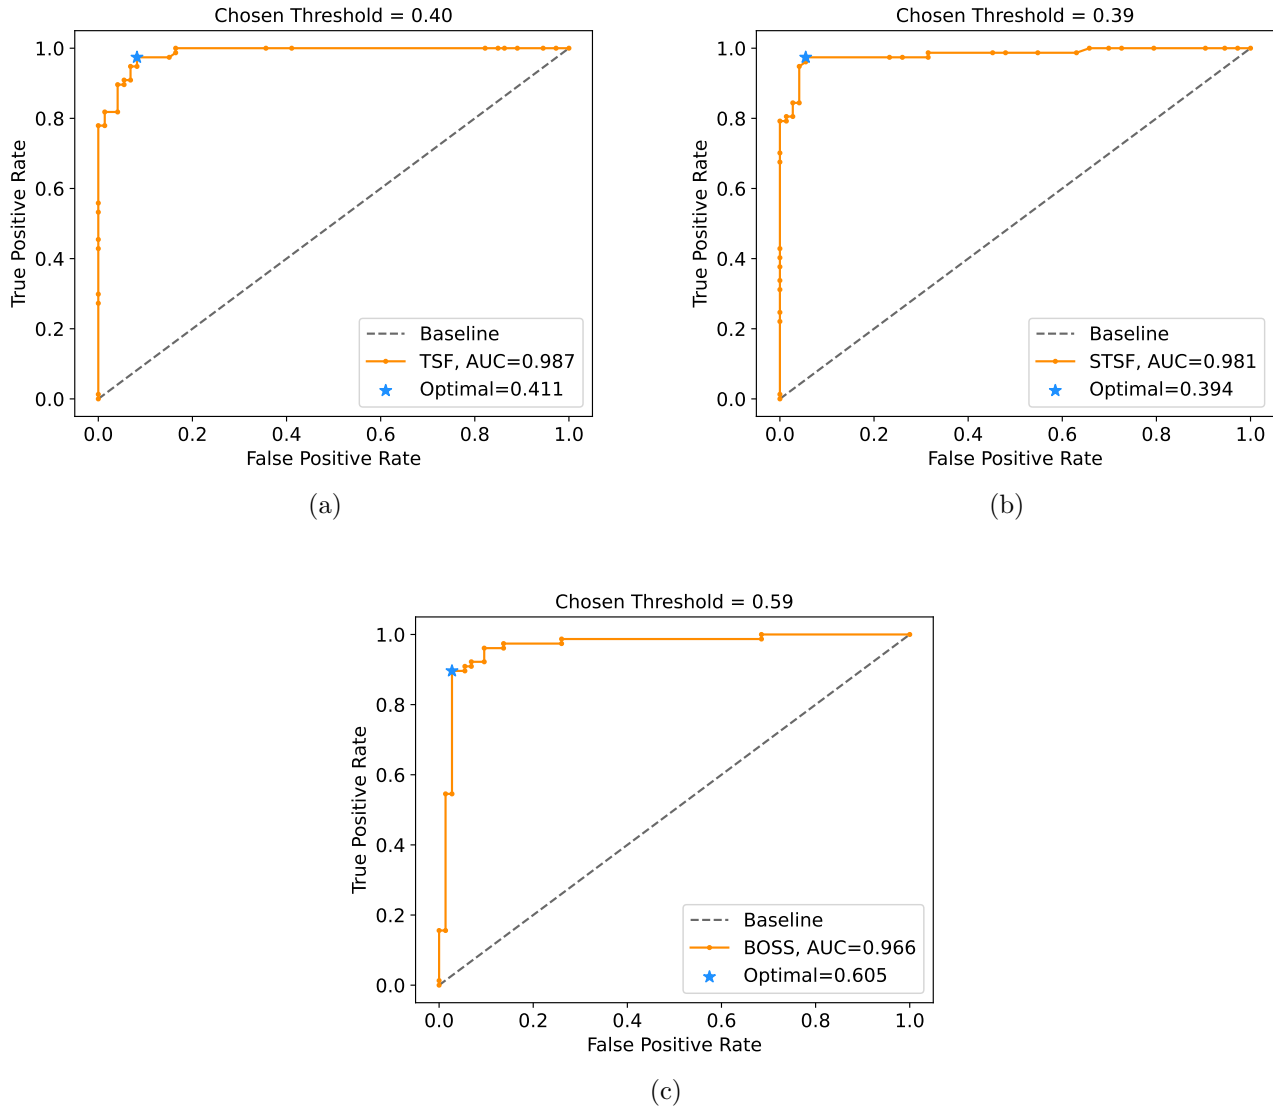 Chosen Threshold = 0.40
1.0
0.8
0.6
0.4
0.2
0.0
True Positive Rate
Baseline
TSF, AUC=0.987
Optimal=0.411
0.0 0.2 0.4 0.6 0.8 1.0
False Positive Rate
(a)
Chosen Threshold = 0.39
1.0
0.8
0.6
0.4
0.2
0.0
True Positive Rate
Baseline
STSF, AUC=0.981
Optimal=0.394
0.0 0.2 0.4 0.6 0.8 1.0
False Positive Rate
(b)
Chosen Threshold = 0.59
1.0
0.8
0.6
0.4
0.2
0.0
True Positive Rate
Baseline
BOSS, AUC=0.966
Optimal=0.605
0.0 0.2 0.4 0.6 0.8 1.0
False Positive Rate
(c)